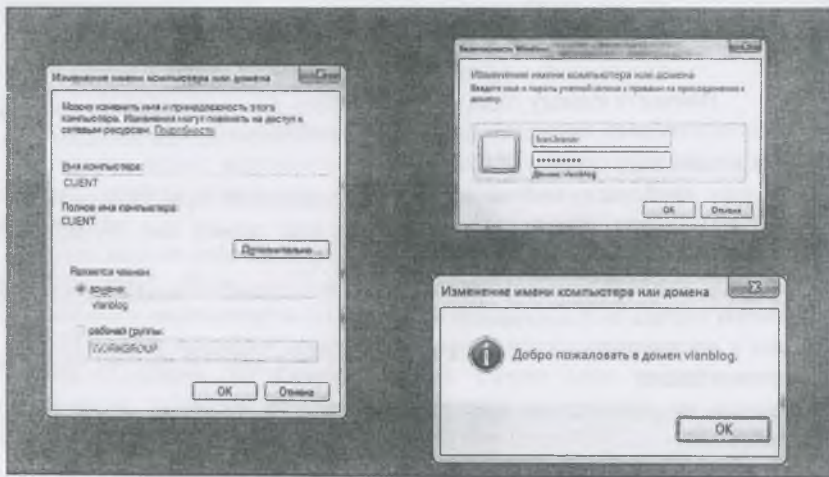 Изменение имени компьютера или домена
Можно изменить имя и принадлежность этого
компьютера. Изменения могут повлиять на доступ к
сетевым ресурсам. Подробности
Имя компьютера:
CLIENT
Полное имя компьютера:
CLIENT
Дополнительно...
Является членом
домена:
vlanblog
рабочей группы:
WORKGROUP
OK
Отмена
Безопасность Windows
Изменение имени компьютера или домена
Введите имя и пароль учетной записи с правами на присоединение к
домену.
•••••••••
Домен: vlanblog
OK
Отмена
Изменение имени компьютера или домена
Добро пожаловать в домен vlanblog.
OK